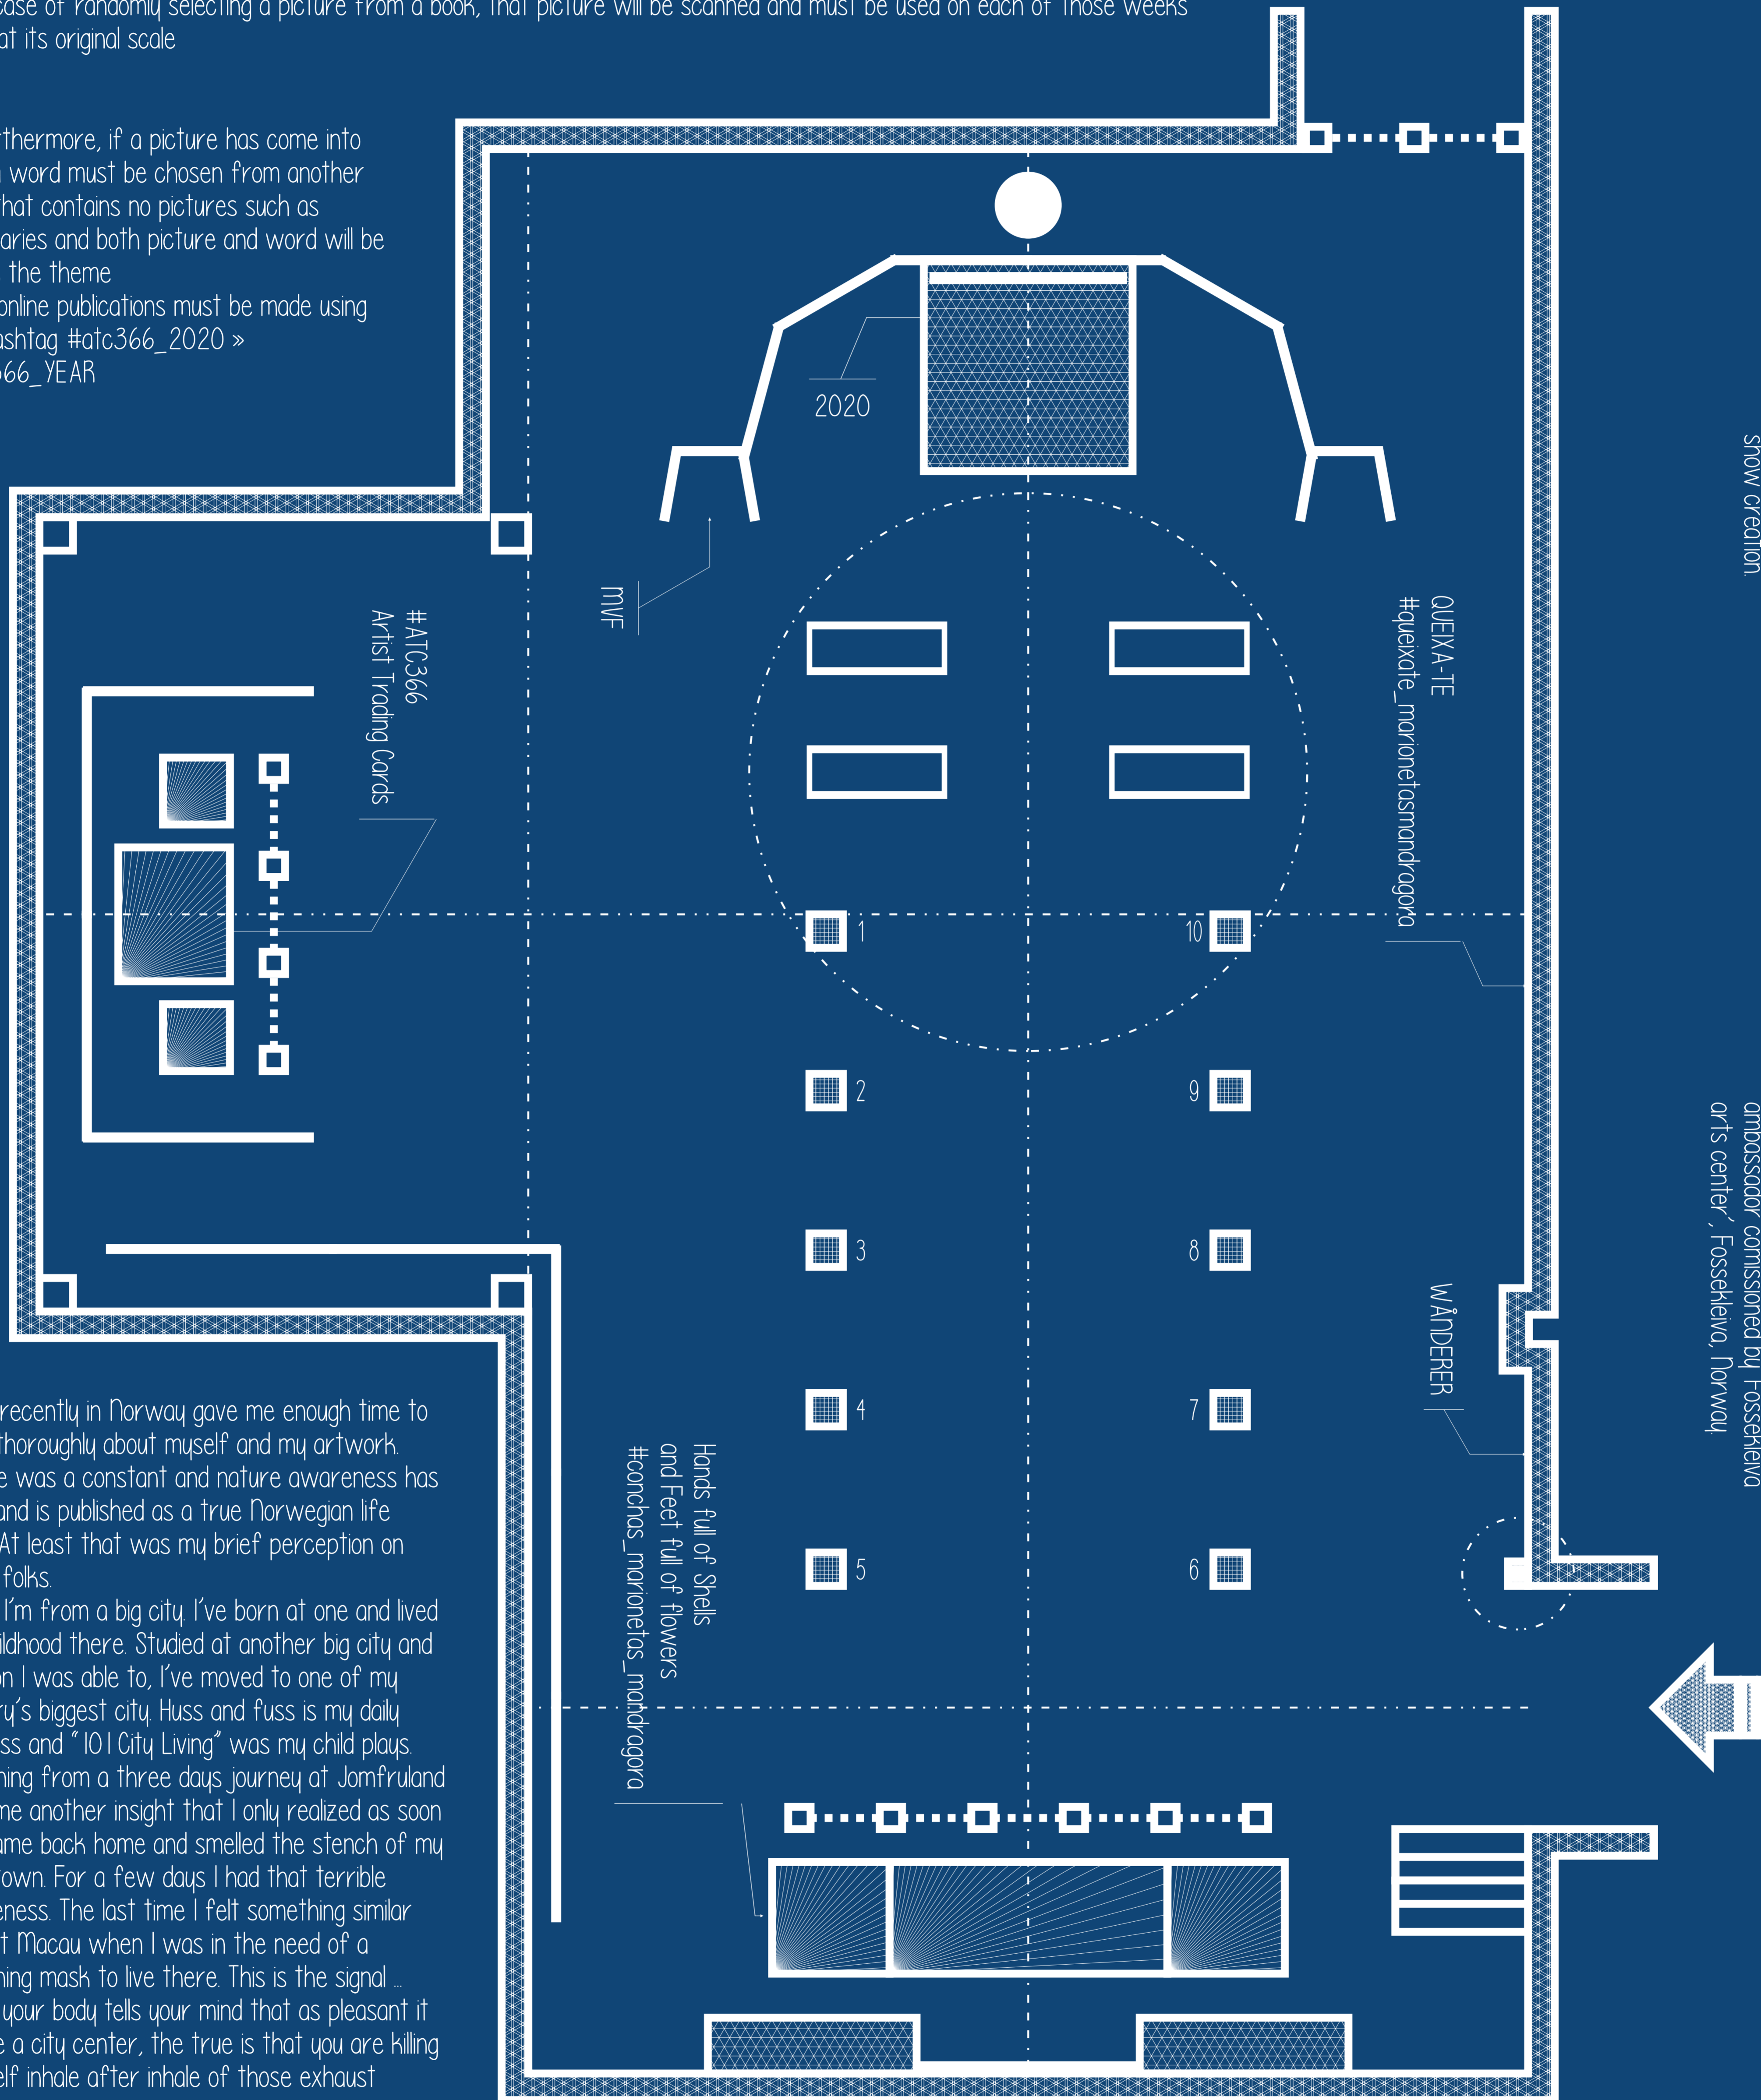 case of randomly selecting a picture from a book, that picture will be scanned and must be used on each of those weeks
at its original scale
thermore, if a picture has come into
word must be chosen from another
that contains no pictures such as
aries and both picture and word will be
the theme
online publications must be made using
ashtag #atc366_2020 »
366_YEAR
2020
MVF
#ATC366
Artist Trading Cards
QUEIXA-TE
#queixate_marionetasmandragora
show creation.
1
10
2
9
3
8
4
7
5
6
ambassador comissioned by Fossekleiva
arts center', Fossekleiva, Norway.
WÅNDERER
Hands full of Shells
and Feet full of flowers
#conchas_marionetas_mandragora
recently in Norway gave me enough time to
thoroughly about myself and my artwork.
e was a constant and nature awareness has
and is published as a true Norwegian life
At least that was my brief perception on
folks.
I'm from a big city. I've born at one and lived
ildhood there. Studied at another big city and
on I was able to, I've moved to one of my
ry's biggest city. Huss and fuss is my daily
ss and "101 City Living" was my child plays.
ning from a three days journey at Jomfruland
me another insight that I only realized as soon
ame back home and smelled the stench of my
own. For a few days I had that terrible
eness. The last time I felt something similar
t Macau when I was in the need of a
hing mask to live there. This is the signal ...
your body tells your mind that as pleasant it
e a city center, the true is that you are killing
elf inhale after inhale of those exhaust